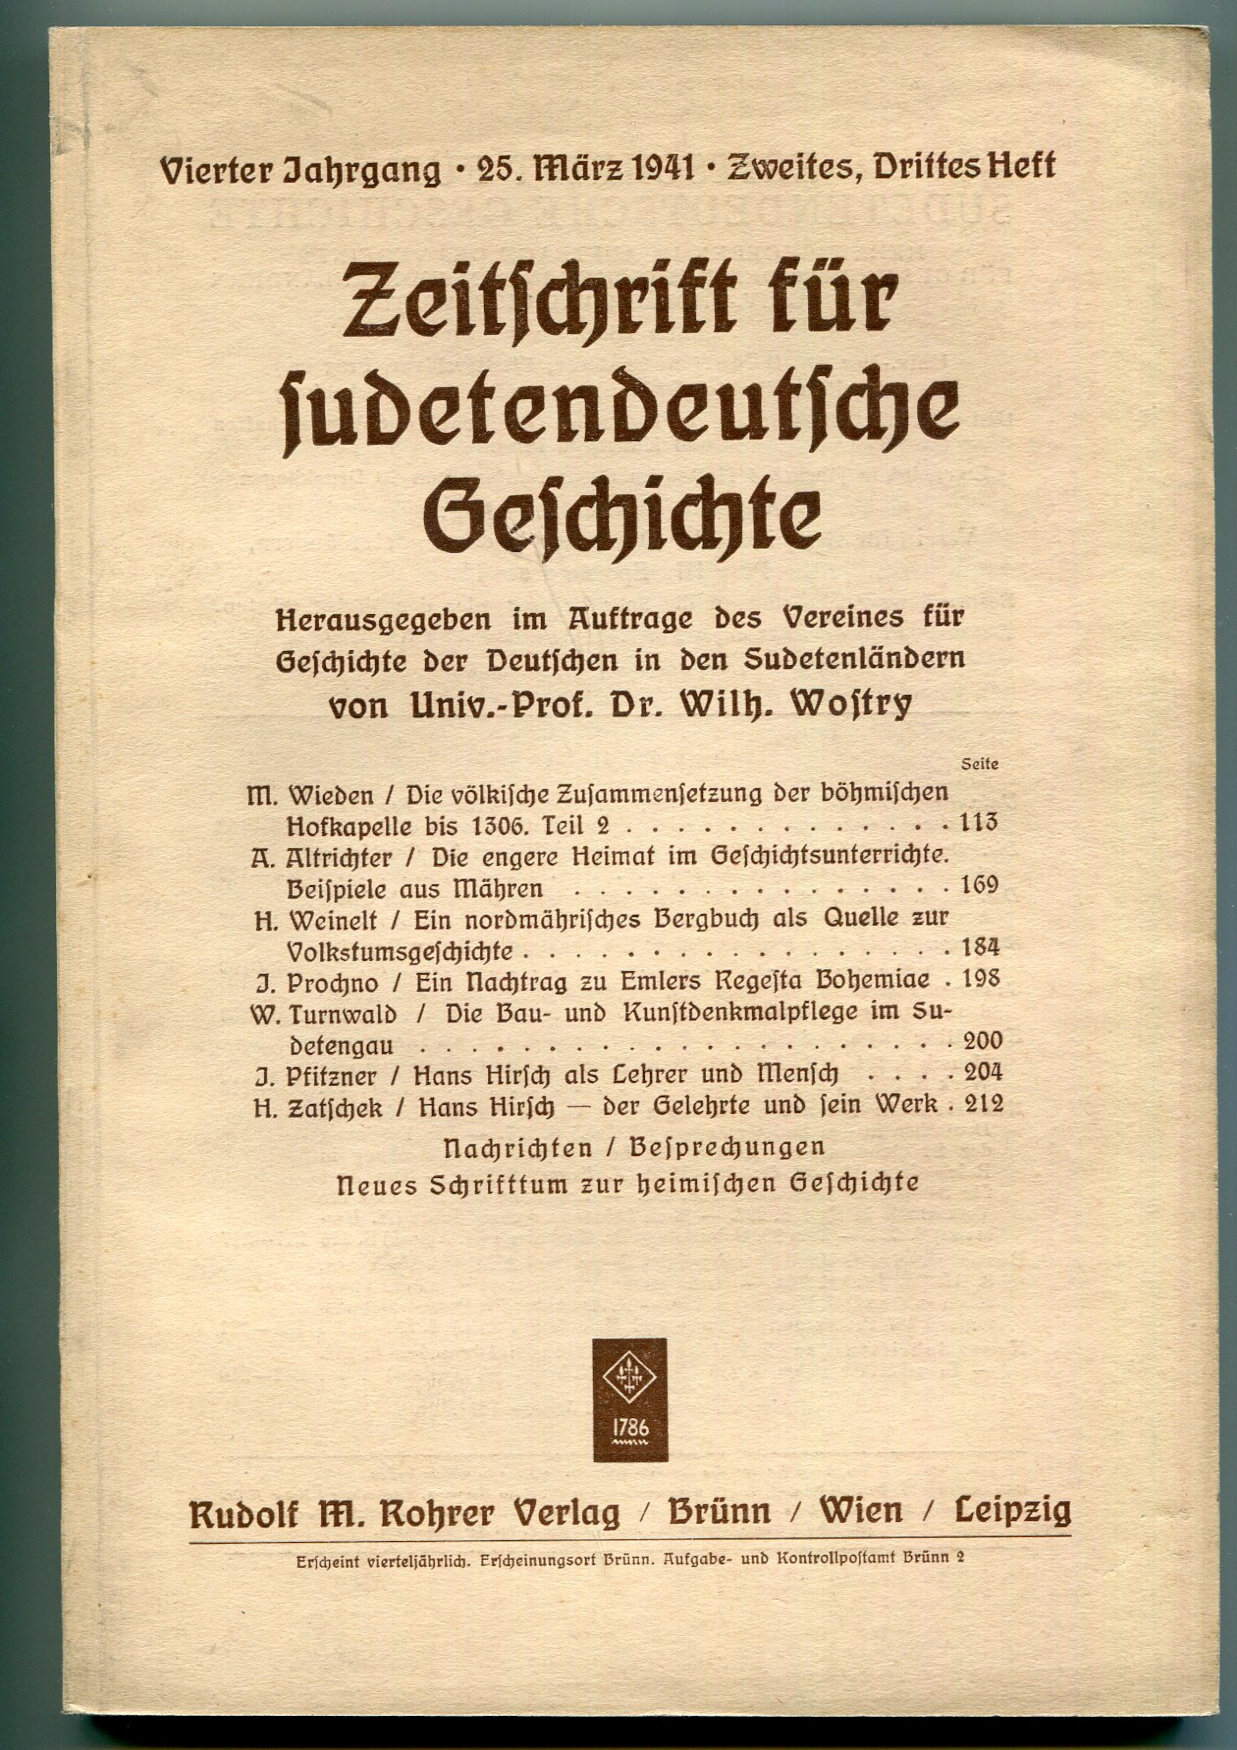 Vierter Jahrgang · 25. März 1941 · Zweites, Drittes Heft
Zeitſchrift für
ſudetendeutſche
Geſchichte
Herausgegeben im Auftrage des Vereines für
Geſchichte der Deutſchen in den Sudetenländern
von Univ.-Prof. Dr. Wilh. Woſtry
Seite
M. Wieden / Die völkiſche Zuſammenſetzung der böhmiſchen
Hofkapelle bis 1306. Teil 2 . . . . . . . . . . . . . 113
A. Altrichter / Die engere Heimat im Geſchichtsunterrichte.
Beiſpiele aus Mähren . . . . . . . . . . . . . . . 169
H. Weinelt / Ein nordmähriſches Bergbuch als Quelle zur
Volkstumsgeſchichte . . . . . . . . . . . . . . . . . 184
J. Prochno / Ein Nachtrag zu Emlers Regeſta Bohemiae . 198
W. Turnwald / Die Bau- und Kunſtdenkmalpflege im Su-
detengau . . . . . . . . . . . . . . . . . . . . . 200
J. Pfitzner / Hans Hirſch als Lehrer und Menſch . . . . 204
H. Zatſchek / Hans Hirſch — der Gelehrte und ſein Werk . 212
Nachrichten / Beſprechungen
Neues Schrifttum zur heimiſchen Geſchichte
1786
Rudolf M. Rohrer Verlag / Brünn / Wien / Leipzig
Erſcheint vierteljährlich. Erſcheinungsort Brünn. Aufgabe- und Kontrollpoſtamt Brünn 2